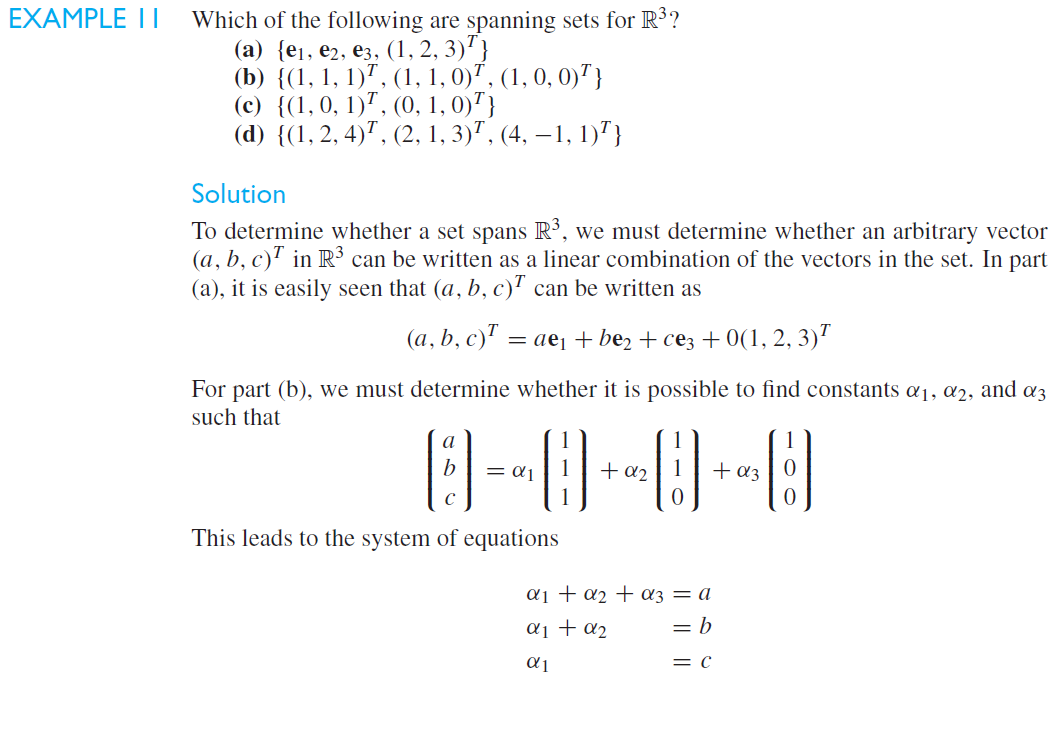 EXAMPLE 11 Which of the following are spanning sets for ℝ³?
(a) {e₁, e₂, e₃, (1, 2, 3)ᵀ}
(b) {(1, 1, 1)ᵀ, (1, 1, 0)ᵀ, (1, 0, 0)ᵀ}
(c) {(1, 0, 1)ᵀ, (0, 1, 0)ᵀ}
(d) {(1, 2, 4)ᵀ, (2, 1, 3)ᵀ, (4, −1, 1)ᵀ}
Solution
To determine whether a set spans ℝ³, we must determine whether an arbitrary vector
(a, b, c)ᵀ in ℝ³ can be written as a linear combination of the vectors in the set. In part
(a), it is easily seen that (a, b, c)ᵀ can be written as
(a, b, c)ᵀ = ae₁ + be₂ + ce₃ + 0(1, 2, 3)ᵀ
For part (b), we must determine whether it is possible to find constants α₁, α₂, and α₃
such that
a 1 1 1
b = α₁ 1 + α₂ 1 + α₃ 0
c 1 0 0
This leads to the system of equations
α₁ + α₂ + α₃ = a
α₁ + α₂ = b
α₁ = c